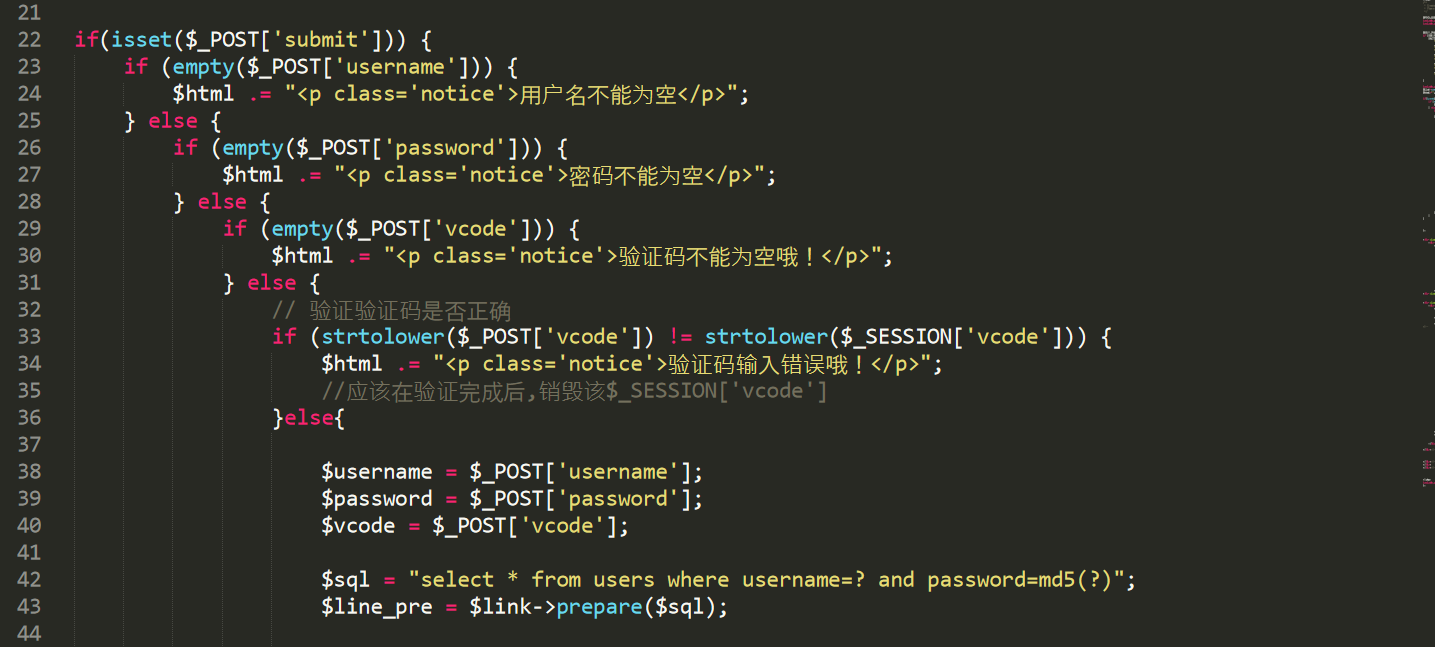 21
22 if(isset($_POST['submit'])) {
23 if (empty($_POST['username'])) {
24 $html .= "<p class='notice'>用户名不能为空</p>";
25 } else {
26 if (empty($_POST['password'])) {
27 $html .= "<p class='notice'>密码不能为空</p>";
28 } else {
29 if (empty($_POST['vcode'])) {
30 $html .= "<p class='notice'>验证码不能为空哦！</p>";
31 } else {
32 // 验证验证码是否正确
33 if (strtolower($_POST['vcode']) != strtolower($_SESSION['vcode'])) {
34 $html .= "<p class='notice'>验证码输入错误哦！</p>";
35 //应该在验证完成后,销毁该$_SESSION['vcode']
36 }else{
37
38 $username = $_POST['username'];
39 $password = $_POST['password'];
40 $vcode = $_POST['vcode'];
41
42 $sql = "select * from users where username=? and password=md5(?)";
43 $line_pre = $link->prepare($sql);
44